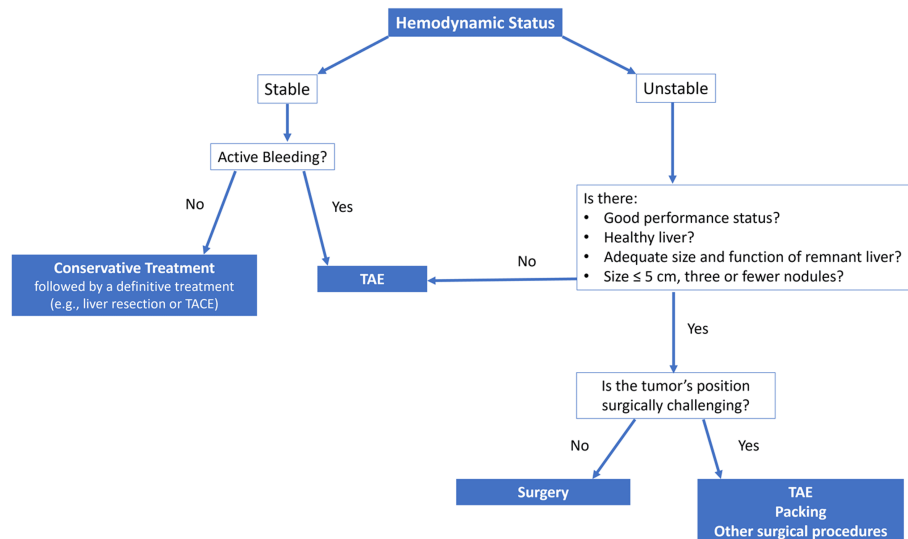 Hemodynamic Status
Stable
Unstable
Active Bleeding?
No
Yes
Is there:
• Good performance status?
• Healthy liver?
• Adequate size and function of remnant liver?
• Size ≤ 5 cm, three or fewer nodules?
No
Conservative Treatment
followed by a definitive treatment
(e.g., liver resection or TACE)
TAE
Yes
Is the tumor’s position
surgically challenging?
No
Yes
Surgery
TAE
Packing
Other surgical procedures